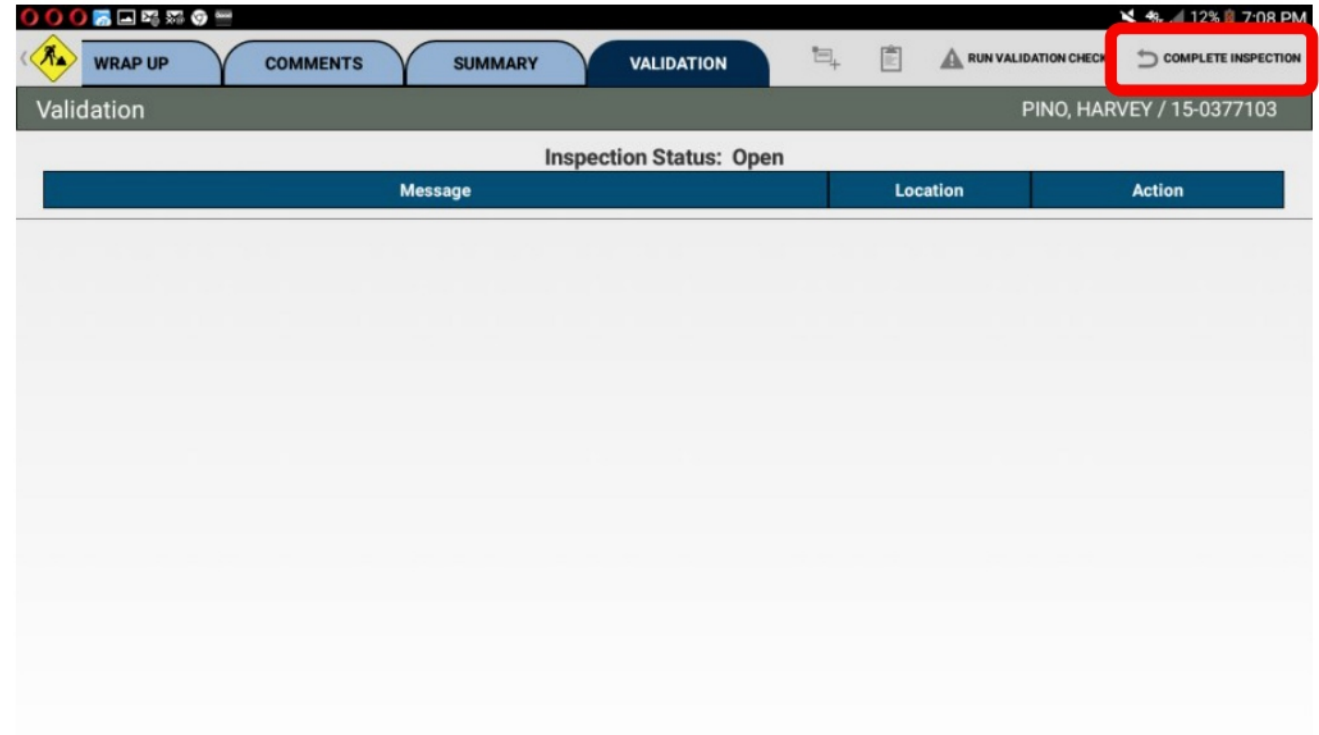 12% 7:08 PM
WRAP UP COMMENTS SUMMARY VALIDATION RUN VALIDATION CHECK COMPLETE INSPECTION
Validation PINO, HARVEY / 15-0377103
Inspection Status: Open
Message Location Action